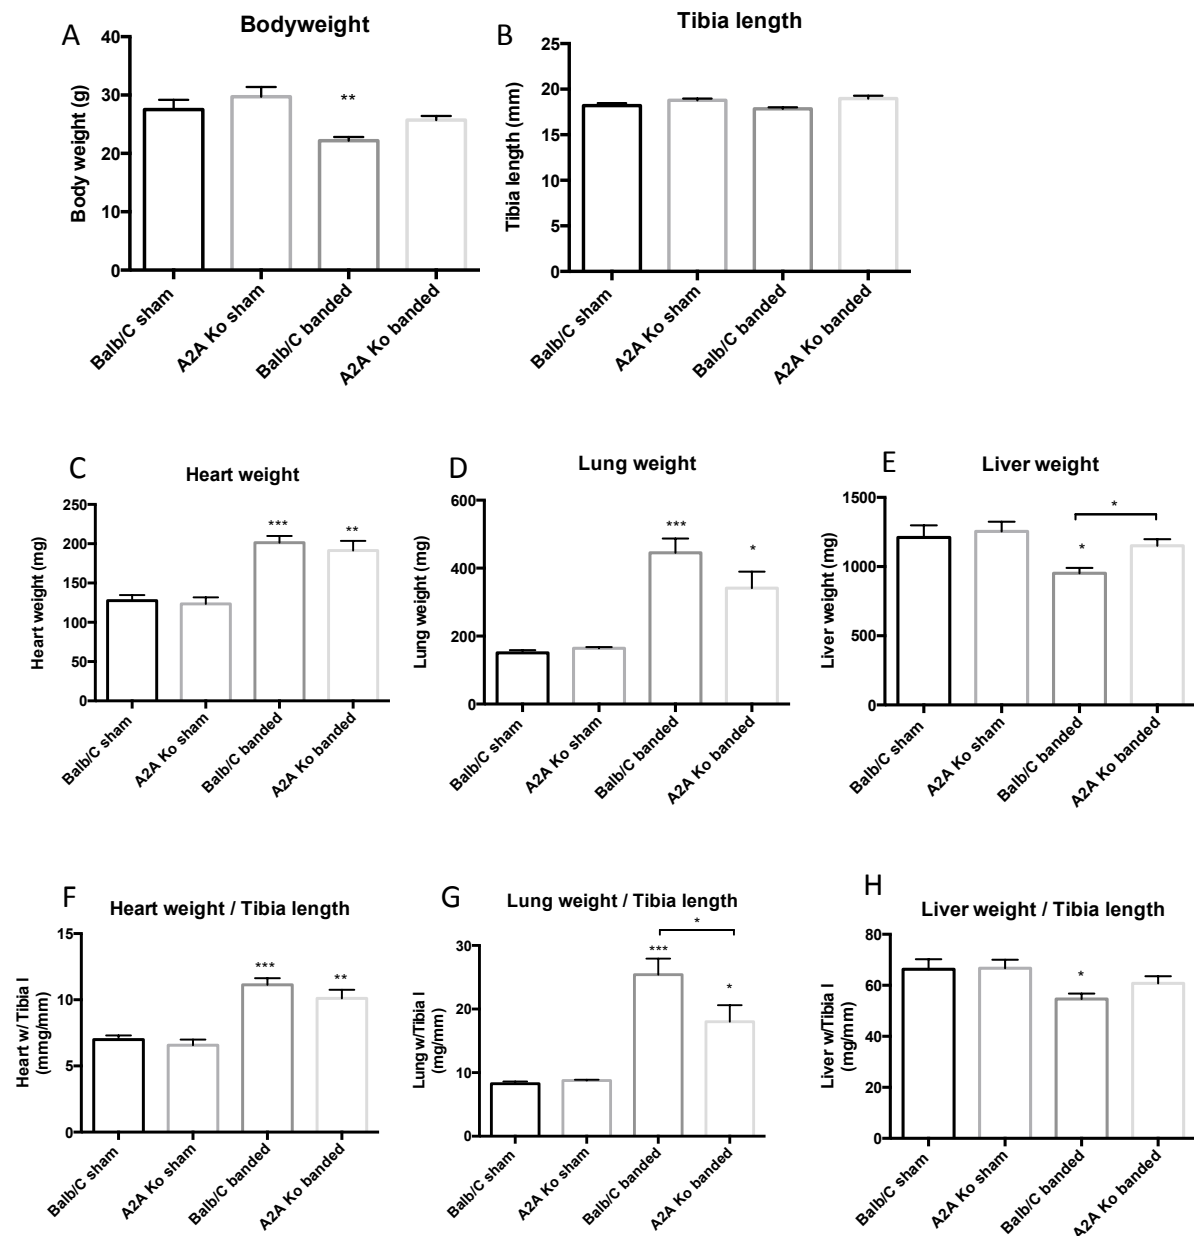 A
Bodyweight
Body weight (g)
40
30
20
10
0
**
Balb/C sham
A2A Ko sham
Balb/C banded
A2A Ko banded
B
Tibia length
Tibia length (mm)
25
20
15
10
5
0
Balb/C sham
A2A Ko sham
Balb/C banded
A2A Ko banded
C
Heart weight
Heart weight (mg)
250
200
150
100
50
0
***
**
Balb/C sham
A2A Ko sham
Balb/C banded
A2A Ko banded
D
Lung weight
Lung weight (mg)
600
400
200
0
***
*
Balb/C sham
A2A Ko sham
Balb/C banded
A2A Ko banded
E
Liver weight
Liver weight (mg)
1500
1000
500
0
*
*
Balb/C sham
A2A Ko sham
Balb/C banded
A2A Ko banded
F
Heart weight / Tibia length
Heart w/ Tibia l
(mmg/mm)
15
10
5
0
***
**
Balb/C sham
A2A Ko sham
Balb/C banded
A2A Ko banded
G
Lung weight / Tibia length
Lung w/Tibia l
(mg/mm)
30
20
10
0
*
***
*
Balb/C sham
A2A Ko sham
Balb/C banded
A2A Ko banded
H
Liver weight / Tibia length
Liver w/Tibia l
(mg/mm)
80
60
40
20
0
*
Balb/C sham
A2A Ko sham
Balb/C banded
A2A Ko banded